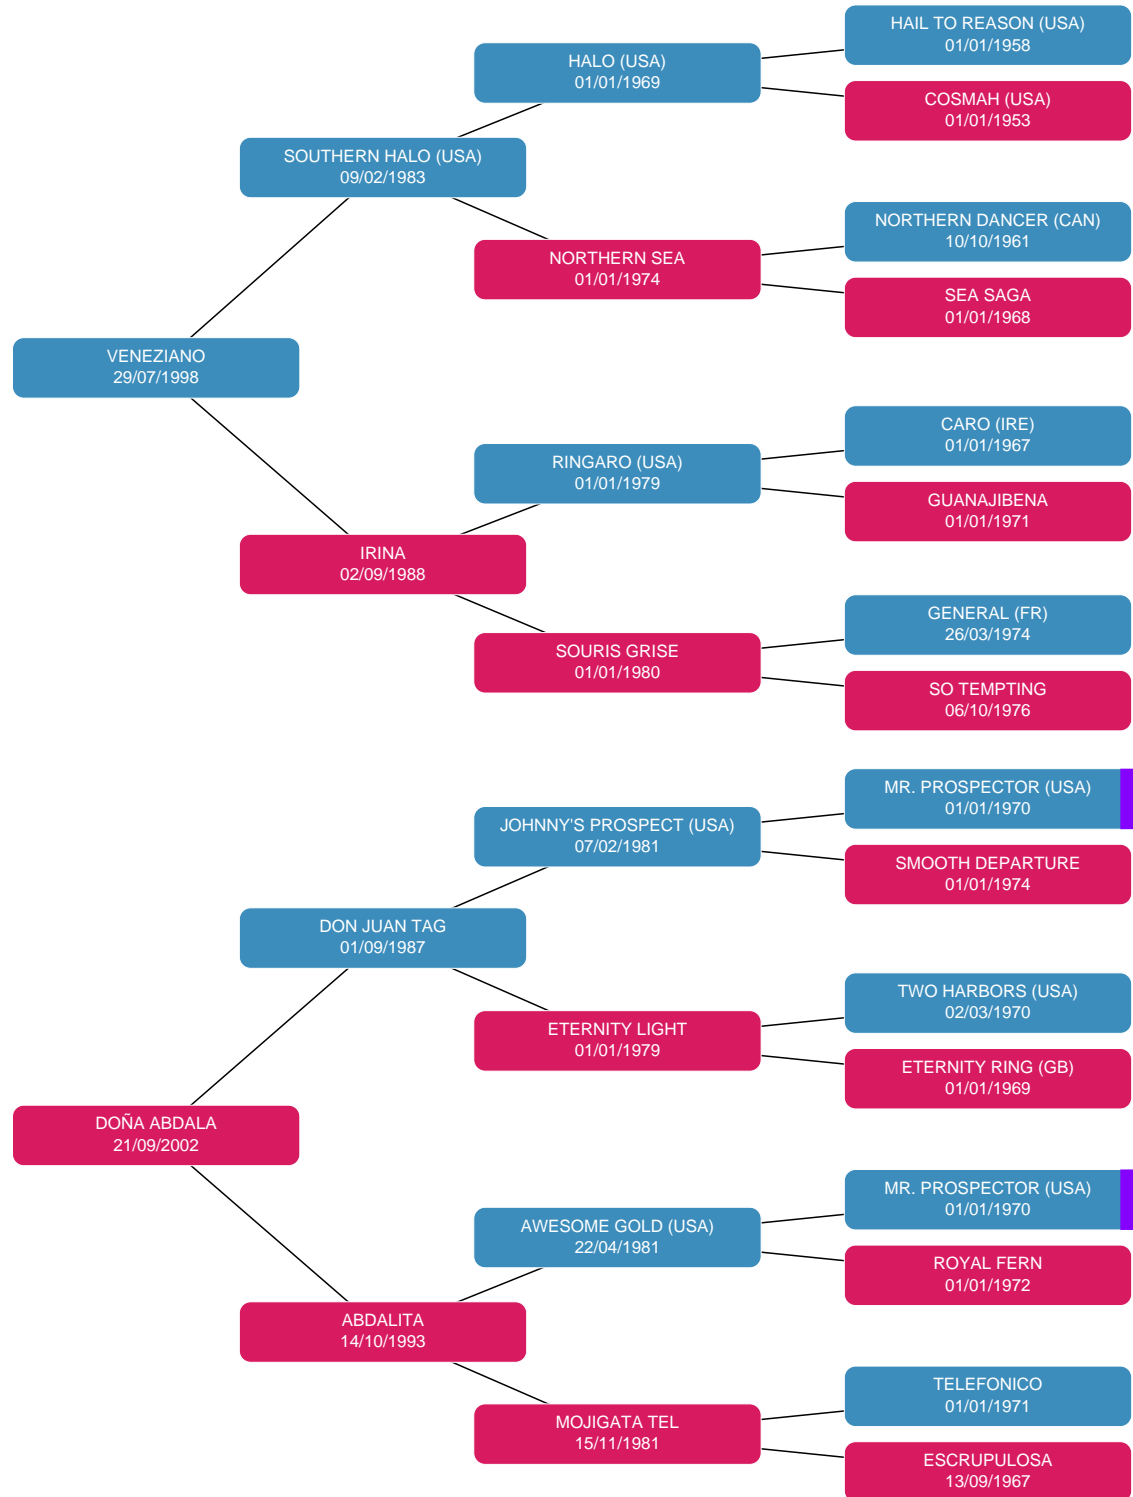 HAIL TO REASON (USA)
01/01/1958
HALO (USA)
01/01/1969
COSMAH (USA)
01/01/1953
SOUTHERN HALO (USA)
09/02/1983
NORTHERN DANCER (CAN)
10/10/1961
NORTHERN SEA
01/01/1974
SEA SAGA
01/01/1968
VENEZIANO
29/07/1998
CARO (IRE)
01/01/1967
RINGARO (USA)
01/01/1979
GUANAJIBENA
01/01/1971
IRINA
02/09/1988
GENERAL (FR)
26/03/1974
SOURIS GRISE
01/01/1980
SO TEMPTING
06/10/1976
MR. PROSPECTOR (USA)
01/01/1970
JOHNNY'S PROSPECT (USA)
07/02/1981
SMOOTH DEPARTURE
01/01/1974
DON JUAN TAG
01/09/1987
TWO HARBORS (USA)
02/03/1970
ETERNITY LIGHT
01/01/1979
ETERNITY RING (GB)
01/01/1969
DOÑA ABDALA
21/09/2002
MR. PROSPECTOR (USA)
01/01/1970
AWESOME GOLD (USA)
22/04/1981
ROYAL FERN
01/01/1972
ABDALITA
14/10/1993
TELEFONICO
01/01/1971
MOJIGATA TEL
15/11/1981
ESCRUPULOSA
13/09/1967